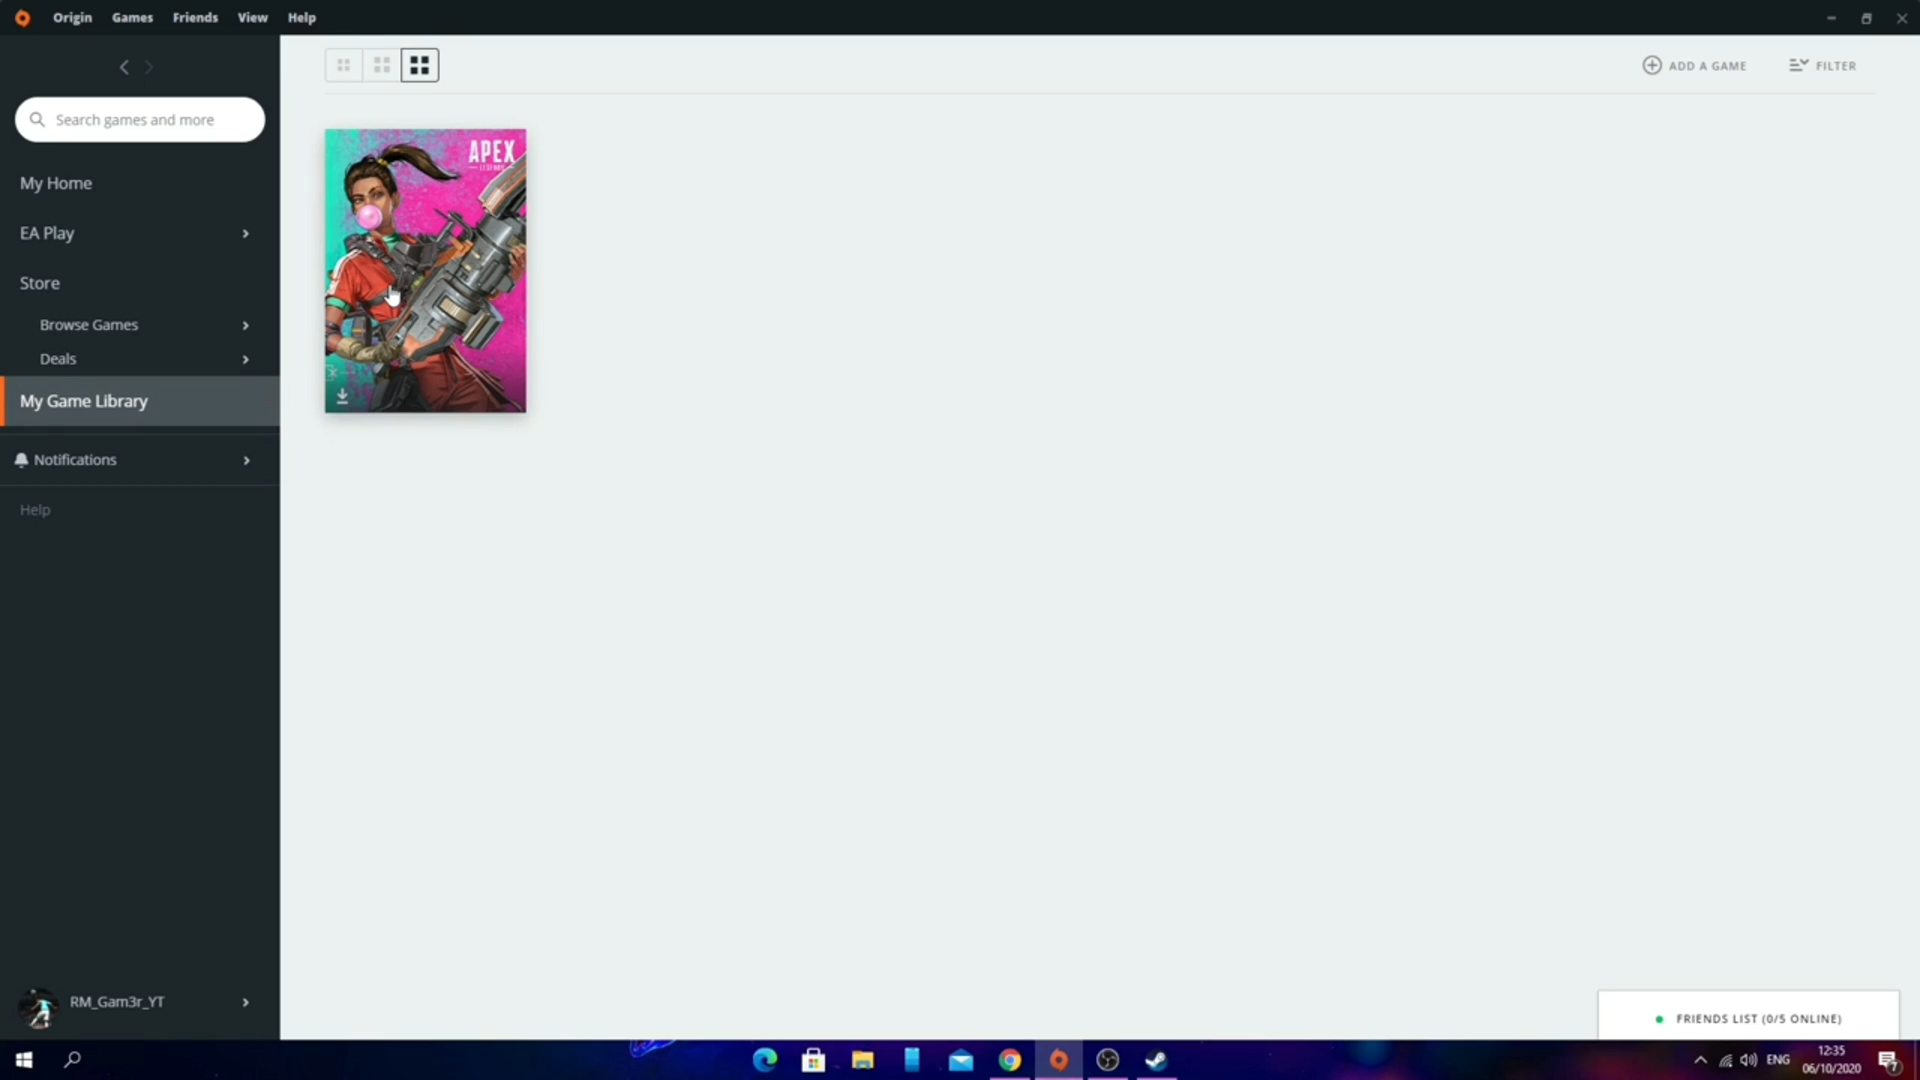 Origin Games Friends View Help
Search games and more
My Home
EA Play
Store
Browse Games
Deals
My Game Library
Notifications
Help
RM_Gam3r_YT
ADD A GAME FILTER
APEX
LEGENDS
FRIENDS LIST (0/5 ONLINE)
ENG
12:35
06/10/2020
7